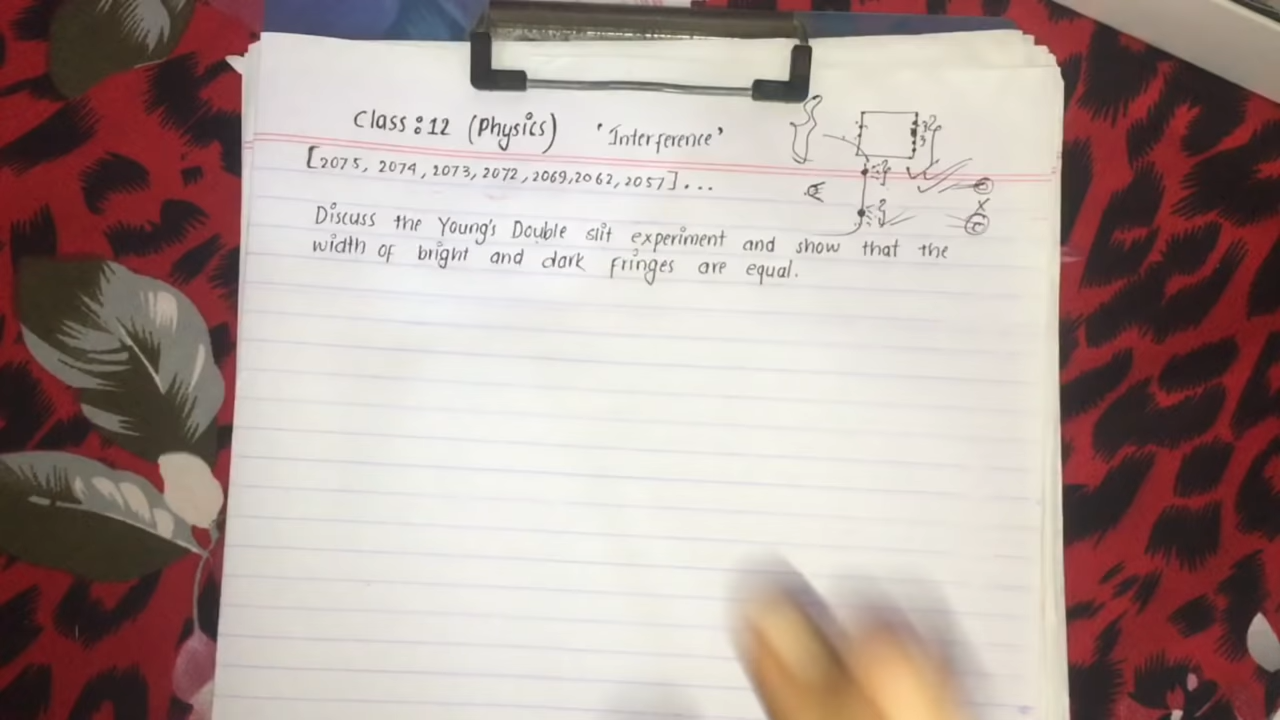 Class: 12 (Physics) 'Interference'
[2075, 2074, 2073, 2072, 2069, 2062, 2057]...
Discuss the Young's Double slit experiment and show that the
width of bright and dark fringes are equal.